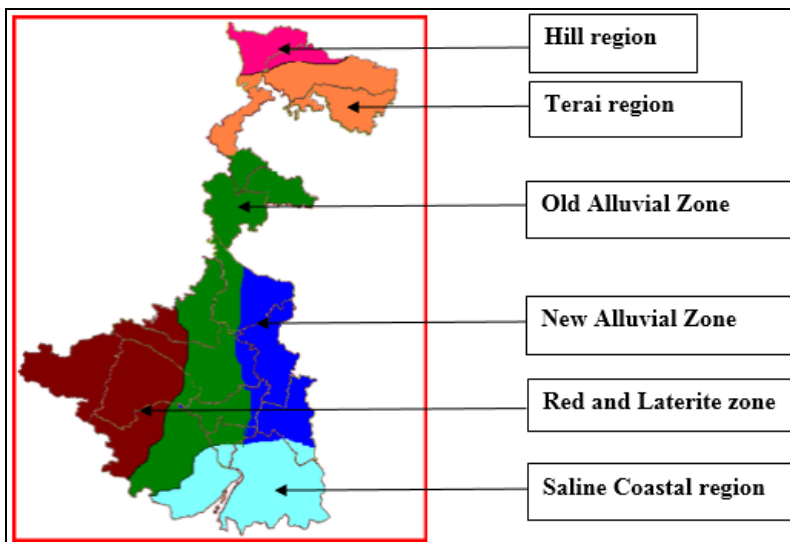 Hill region
Terai region
Old Alluvial Zone
New Alluvial Zone
Red and Laterite zone
Saline Coastal region